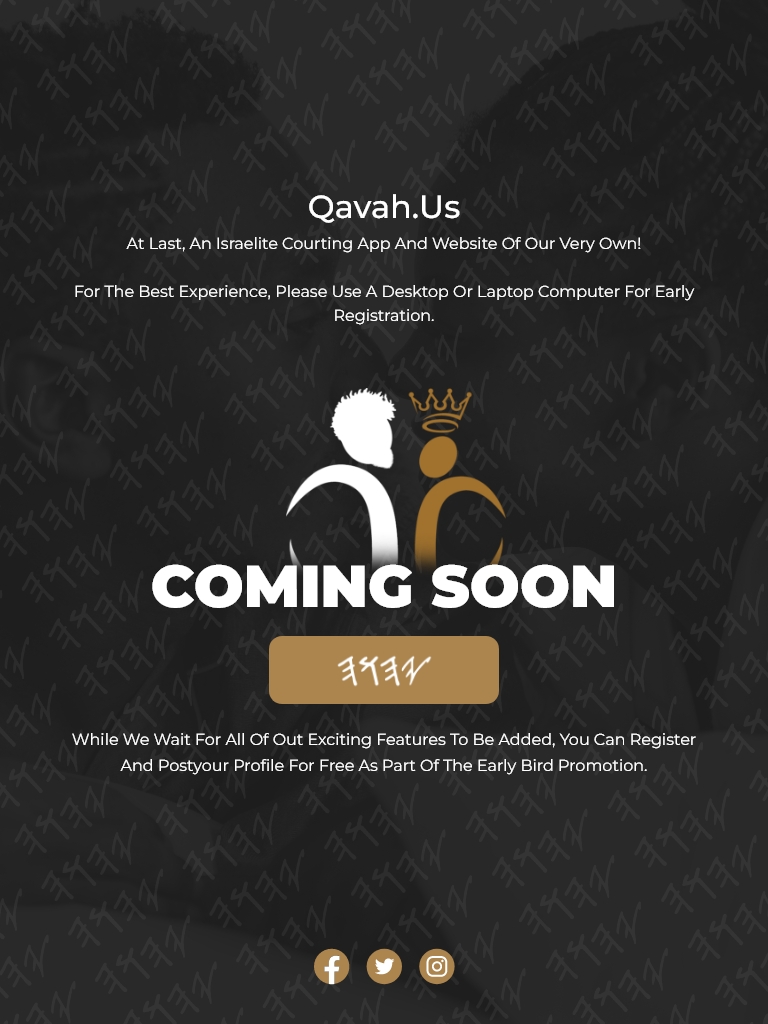 Qavah.Us
At Last, An Israelite Courting App And Website Of Our Very Own!
For The Best Experience, Please Use A Desktop Or Laptop Computer For Early
Registration.
COMING SOON
𐤉𐤄𐤅𐤄
While We Wait For All Of Out Exciting Features To Be Added, You Can Register
And Postyour Profile For Free As Part Of The Early Bird Promotion.